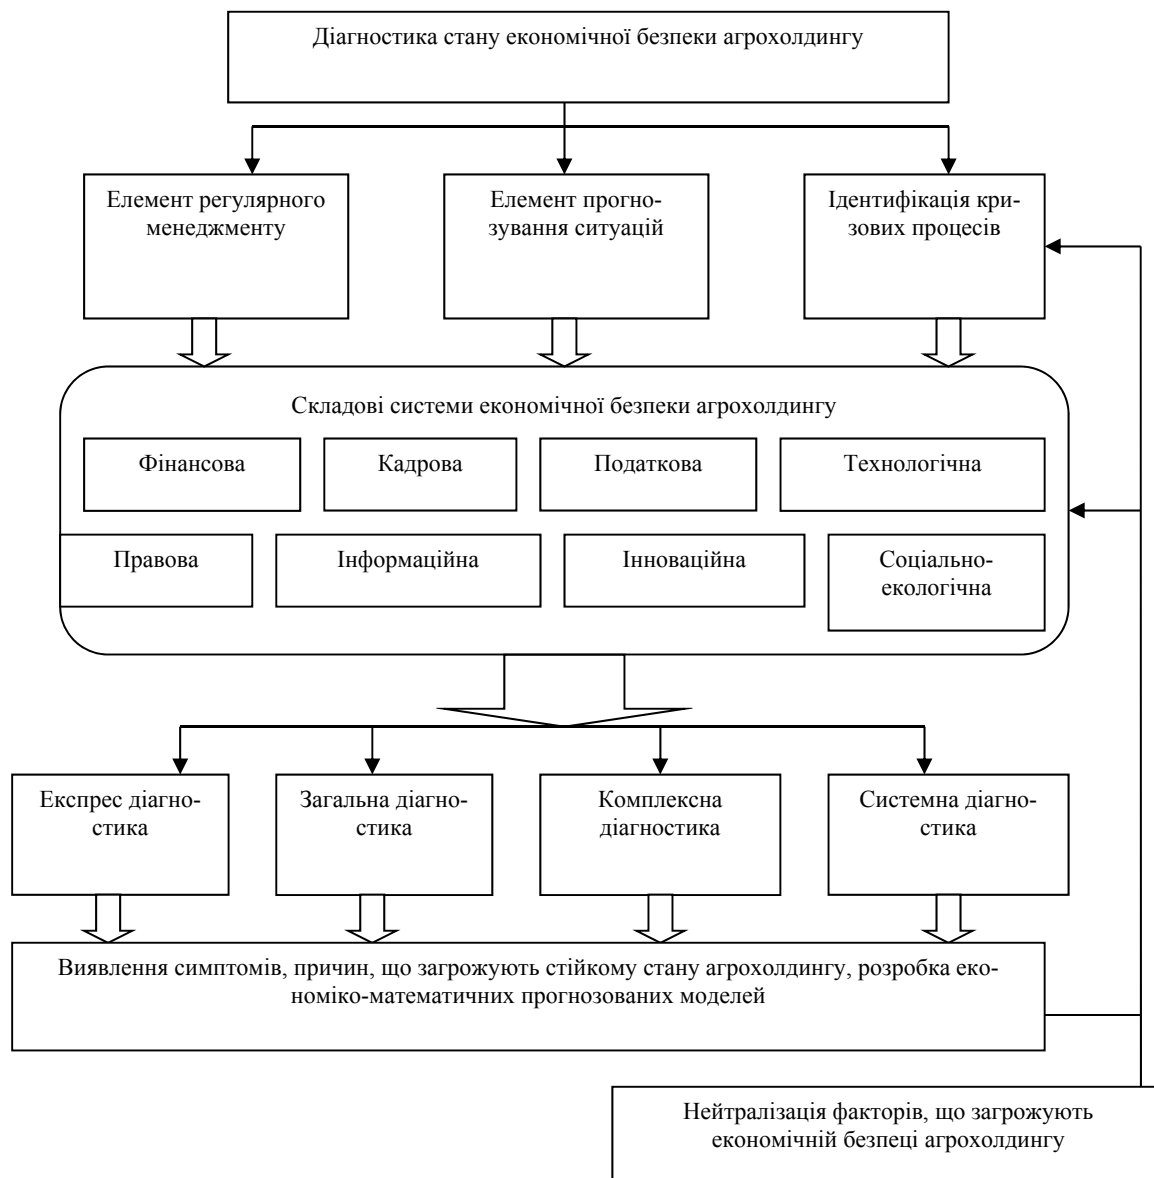 Діагностика стану економічної безпеки агрохолдингу
Елемент регулярного
менеджменту
Елемент прогно-
зування ситуацій
Ідентифікація кри-
зових процесів
Складові системи економічної безпеки агрохолдингу
Фінансова
Кадрова
Податкова
Технологічна
Правова
Інформаційна
Інноваційна
Соціально-
екологічна
Експрес діагно-
стика
Загальна діагно-
стика
Комплексна
діагностика
Системна діагно-
стика
Виявлення симптомів, причин, що загрожують стійкому стану агрохолдингу, розробка еко-
номіко-математичних прогнозованих моделей
Нейтралізація факторів, що загрожують
економічній безпеці агрохолдингу